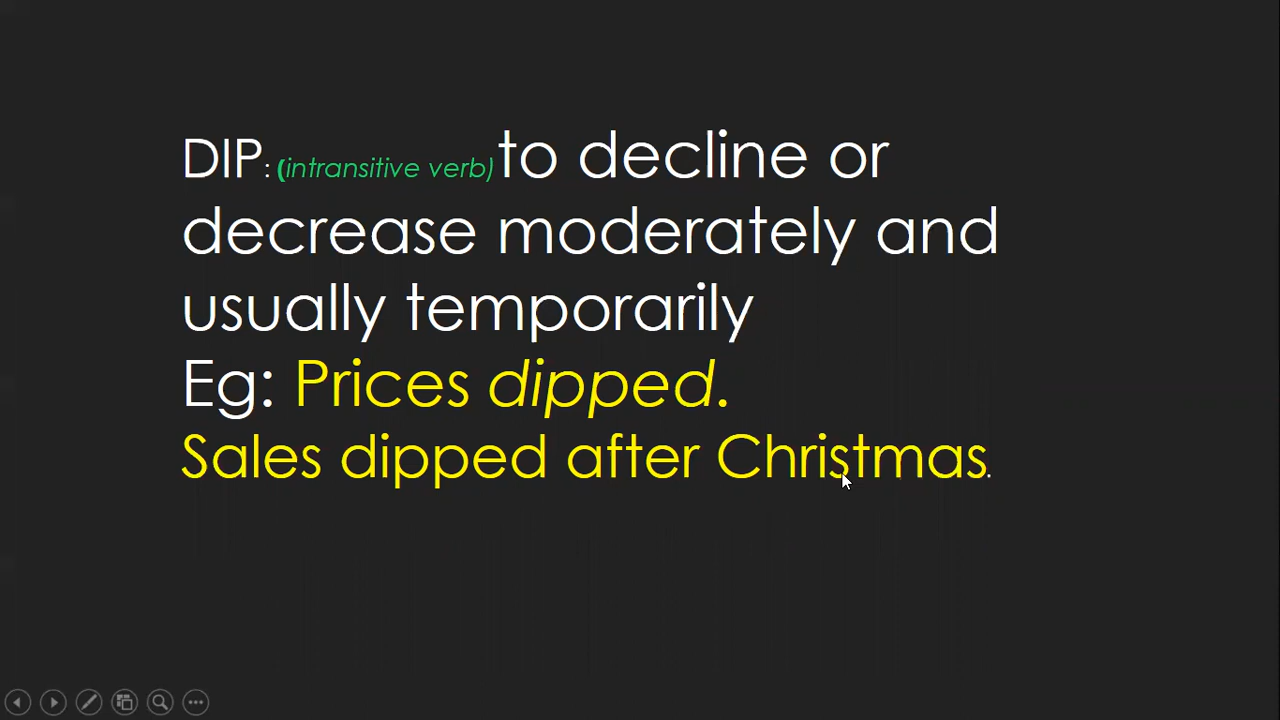 DIP: (intransitive verb) to decline or
decrease moderately and
usually temporarily
Eg: Prices dipped.
Sales dipped after Christmas.